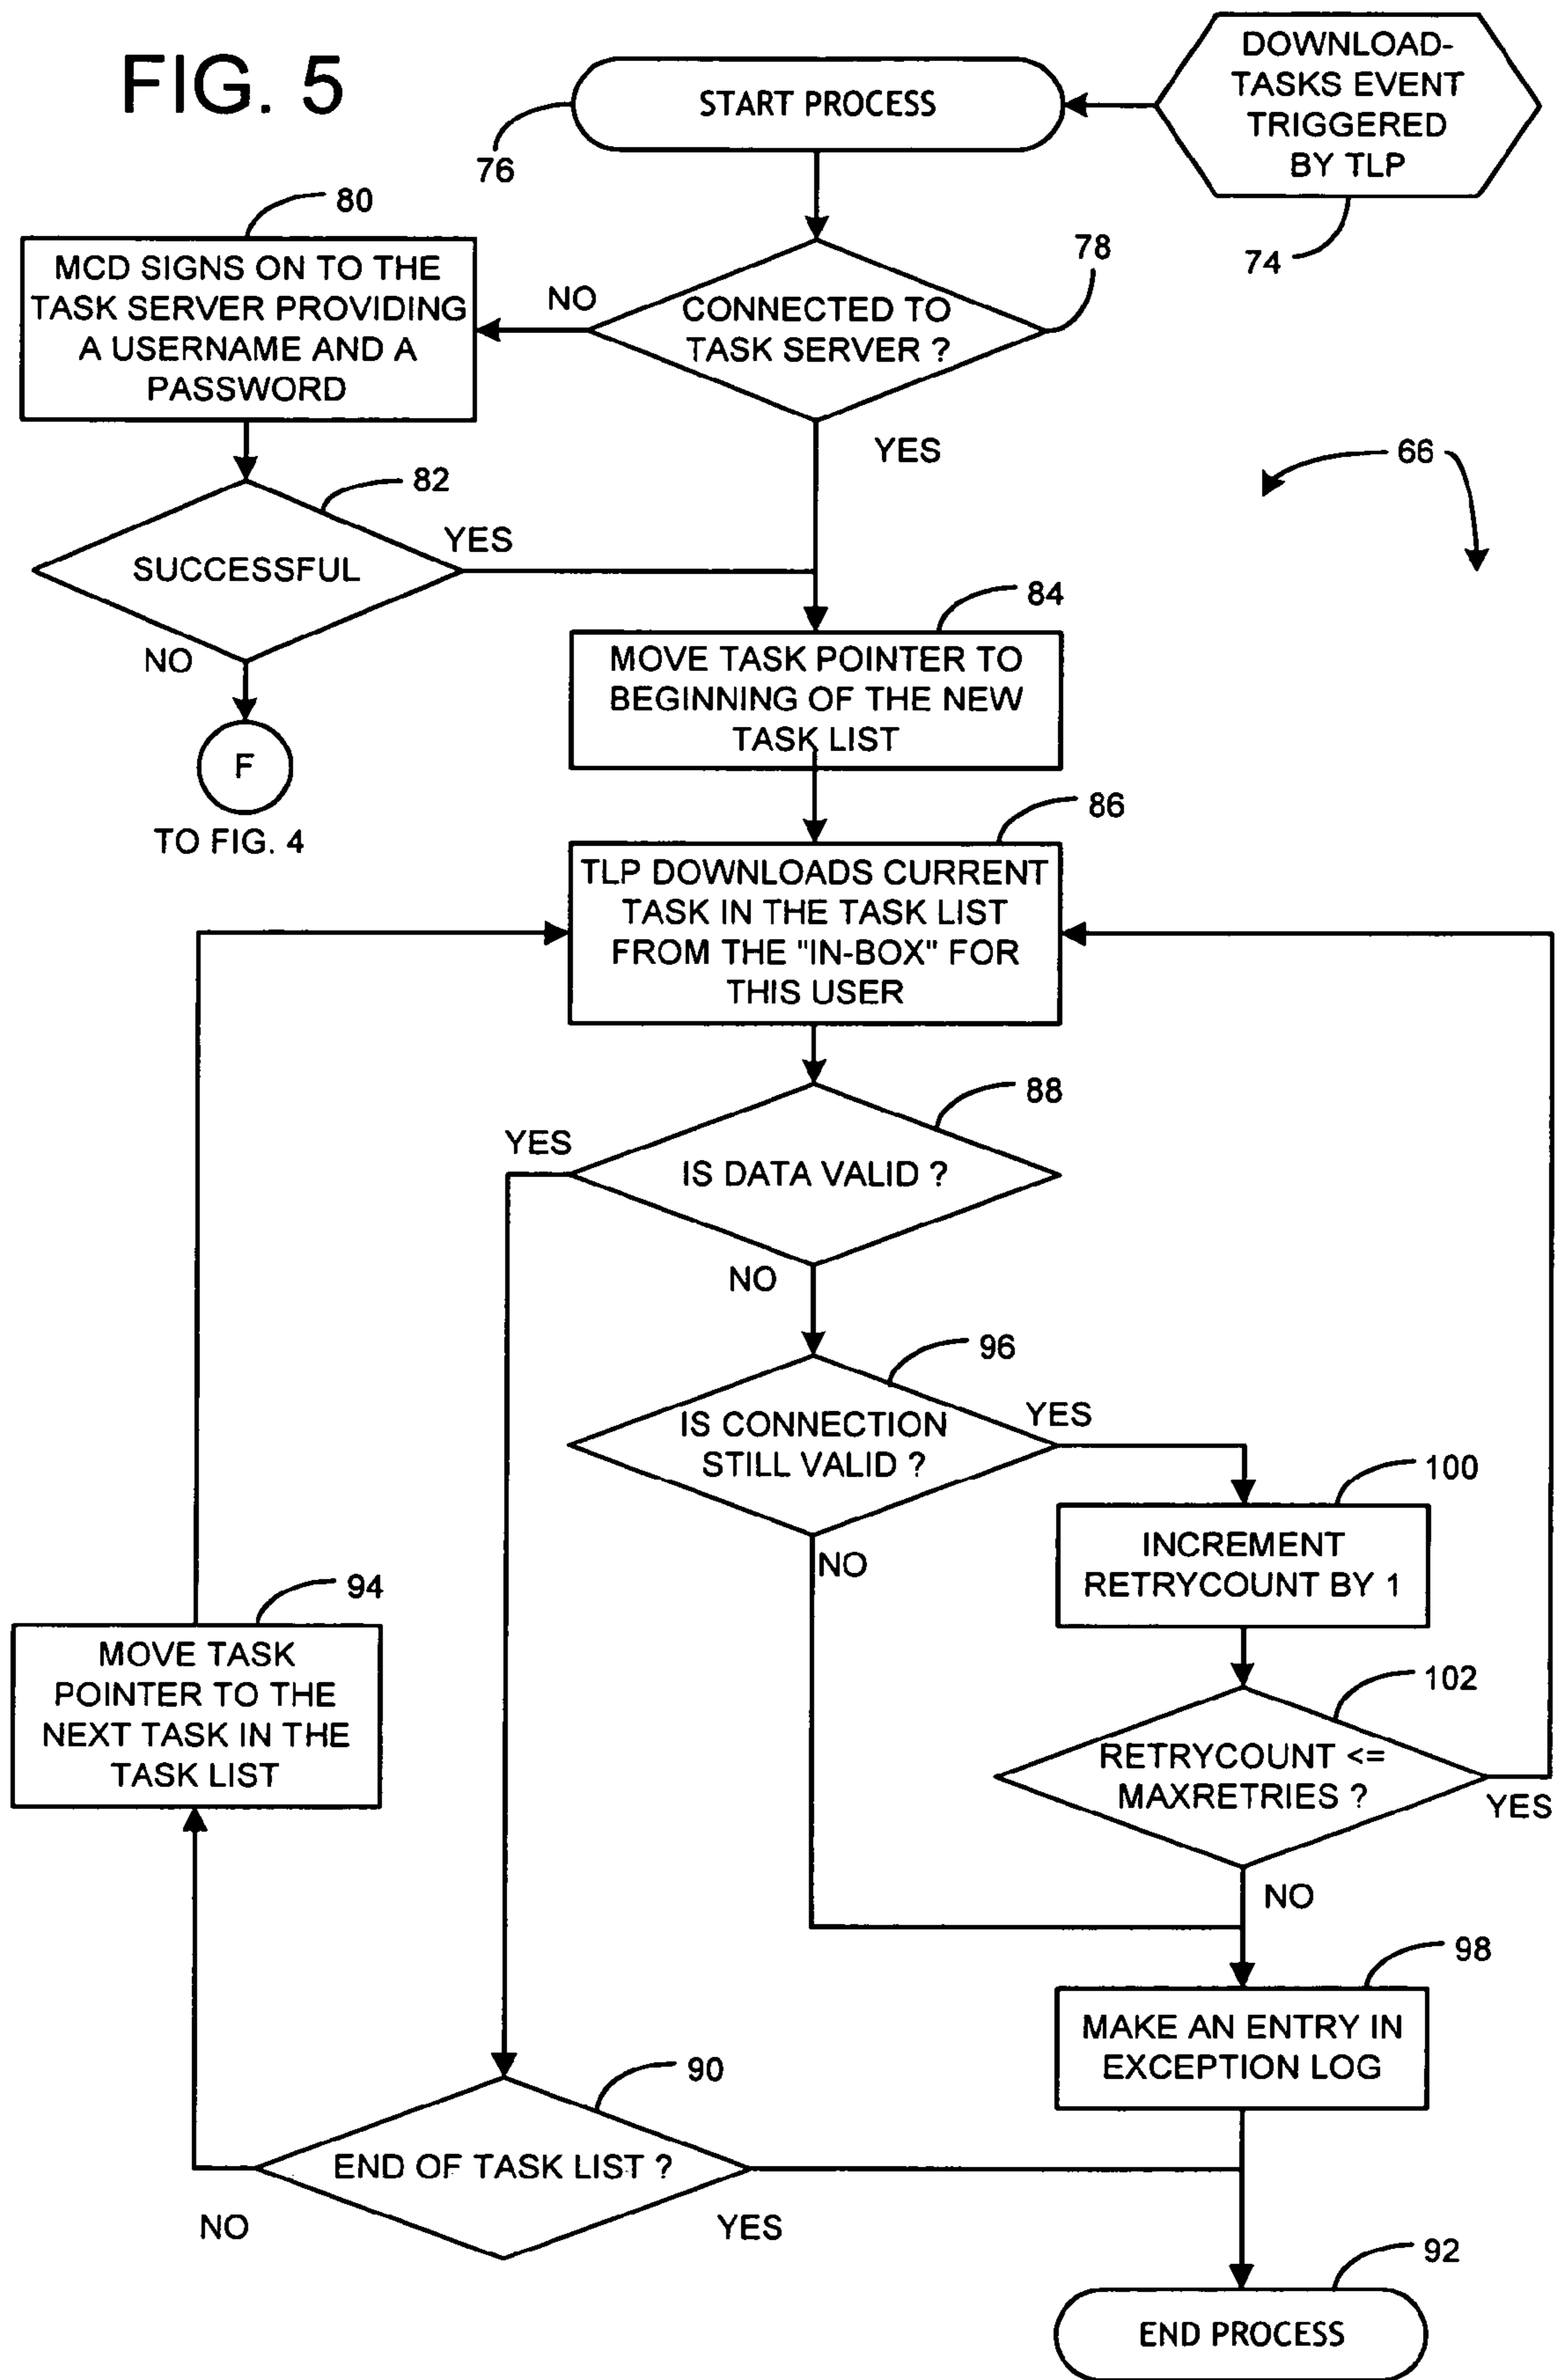 FIG. 5
START PROCESS
76
DOWNLOAD-
TASKS EVENT
TRIGGERED
BY TLP
74
80
MCD SIGNS ON TO THE
TASK SERVER PROVIDING
A USERNAME AND A
PASSWORD
NO
CONNECTED TO
TASK SERVER ?
78
YES
66
82
SUCCESSFUL
YES
NO
F
TO FIG. 4
84
MOVE TASK POINTER TO
BEGINNING OF THE NEW
TASK LIST
86
TLP DOWNLOADS CURRENT
TASK IN THE TASK LIST
FROM THE "IN-BOX" FOR
THIS USER
88
YES
IS DATA VALID ?
NO
96
IS CONNECTION
STILL VALID ?
YES
NO
100
INCREMENT
RETRYCOUNT BY 1
94
MOVE TASK
POINTER TO THE
NEXT TASK IN THE
TASK LIST
102
RETRYCOUNT <=
MAXRETRIES ?
YES
NO
98
MAKE AN ENTRY IN
EXCEPTION LOG
90
END OF TASK LIST ?
NO
YES
92
END PROCESS